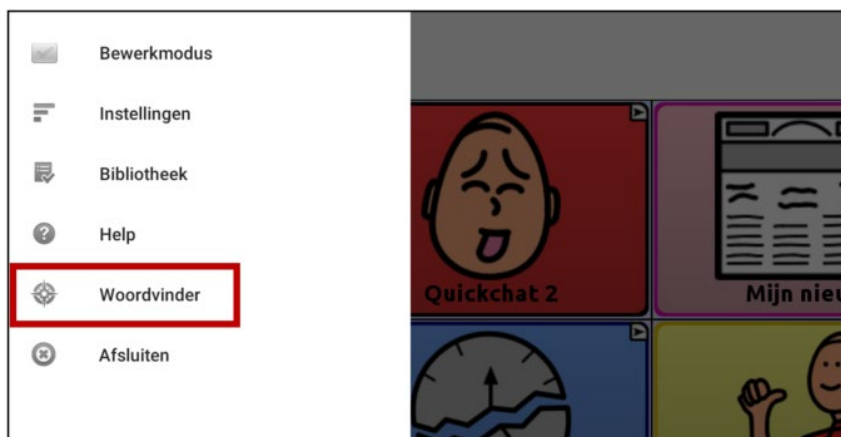 Bewerkmodus
Instellingen
Bibliotheek
Help
Woordvinder
Afsluiten
Quickchat 2
Mijn nieu